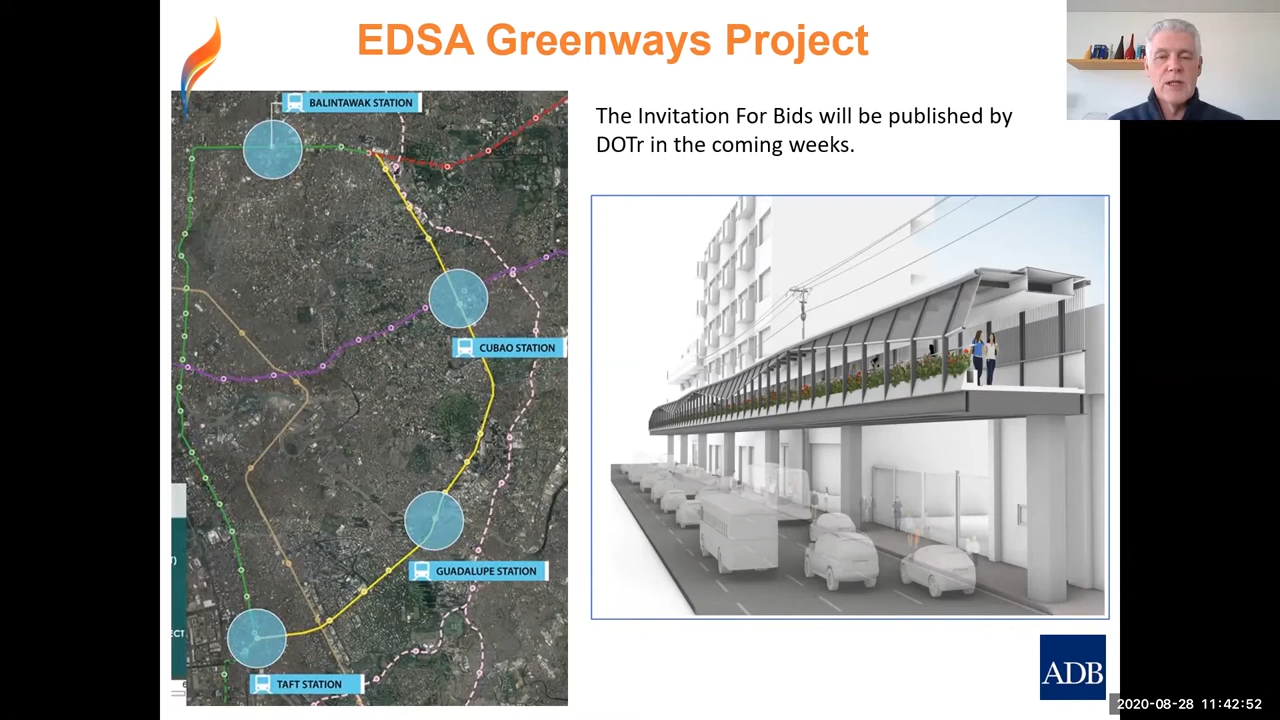 EDSA Greenways Project
BALINTAWAK STATION
The Invitation For Bids will be published by
DOTr in the coming weeks.
CUBAO STATION
GUADALUPE STATION
ECT
TAFT STATION
ADB
2020-08-28 11:42:52